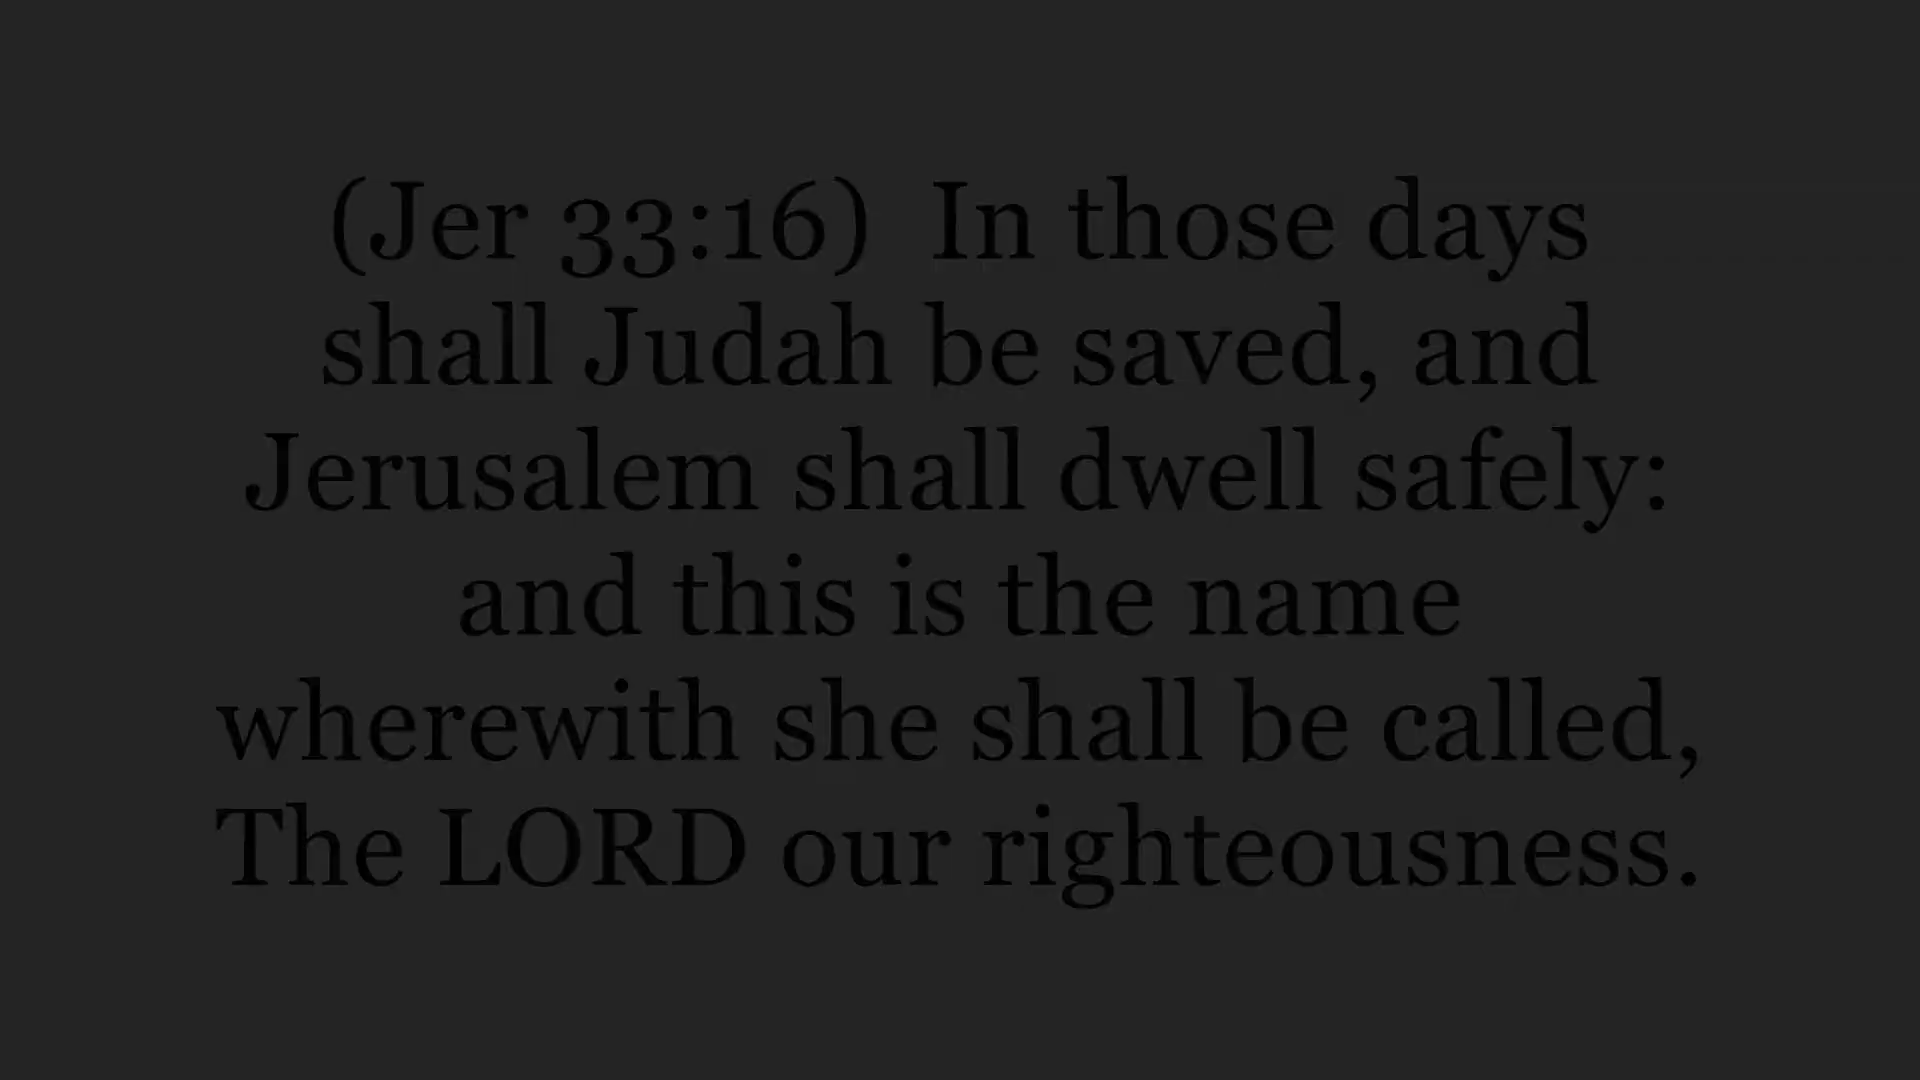 (Jer 33:16)  In those days
shall Judah be saved, and
Jerusalem shall dwell safely:
and this is the name
wherewith she shall be called,
The LORD our righteousness.